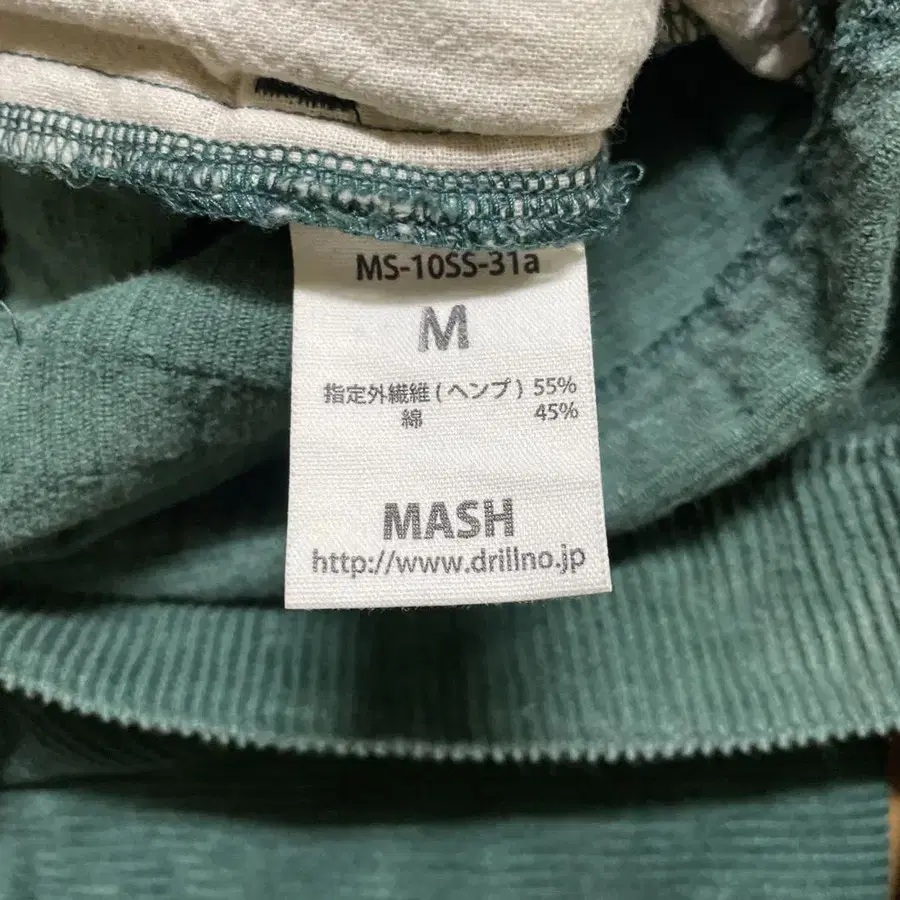 MS-10SS-31a
M
指定外繊維(ヘンプ) 55%
綿 45%
MASH
http://www.drillno.jp